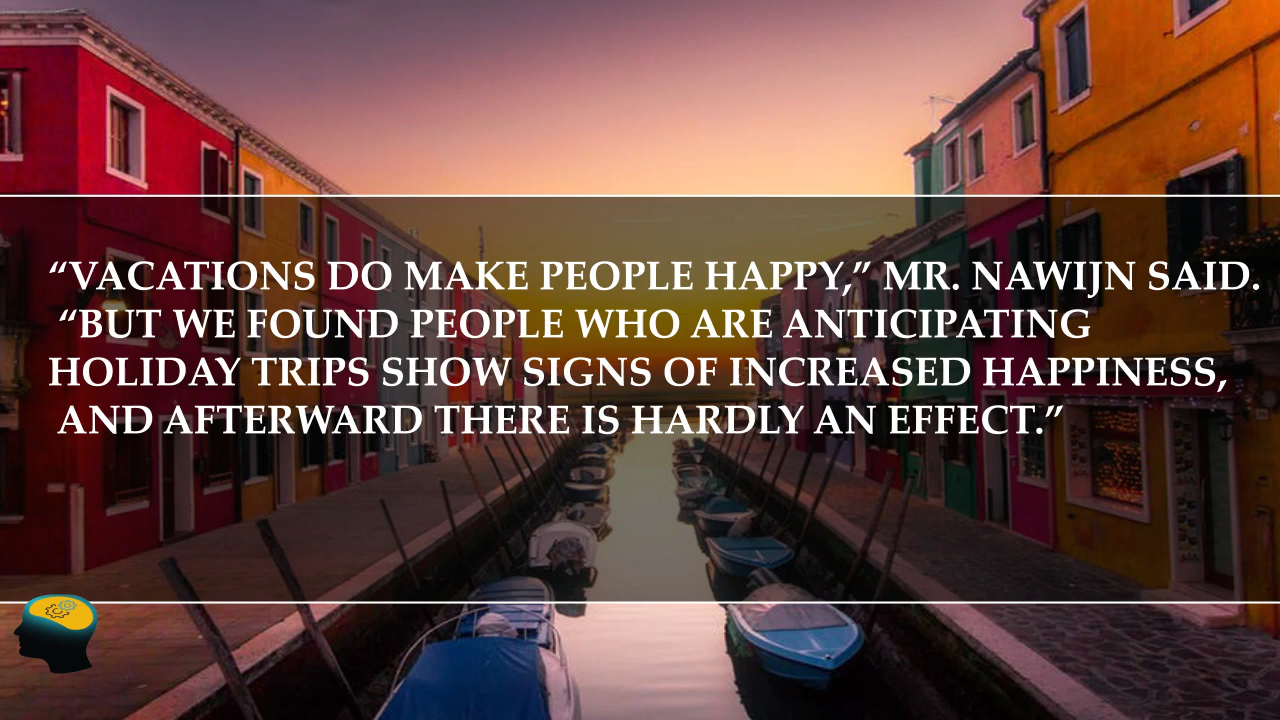 “VACATIONS DO MAKE PEOPLE HAPPY,” MR. NAWIJN SAID.
“BUT WE FOUND PEOPLE WHO ARE ANTICIPATING
HOLIDAY TRIPS SHOW SIGNS OF INCREASED HAPPINESS,
AND AFTERWARD THERE IS HARDLY AN EFFECT.”